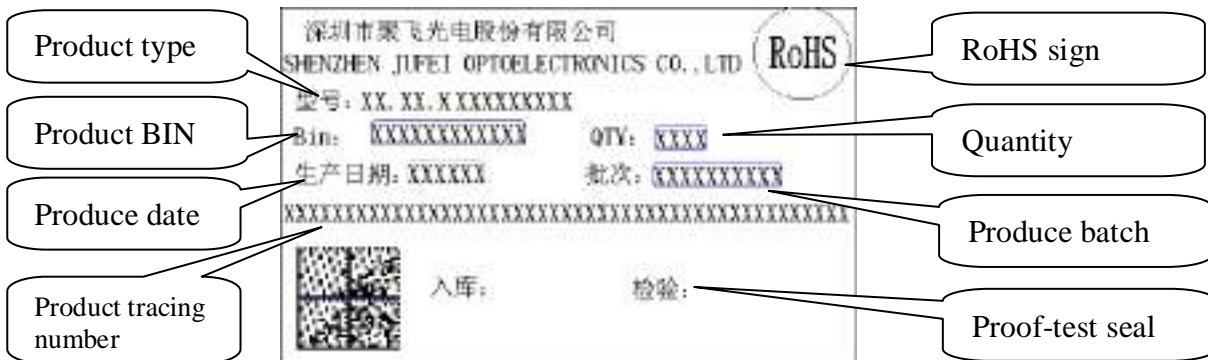 深圳市聚飞光电股份有限公司
SHENZHEN JUFEI OPTOELECTRONICS CO.,LTD
RoHS
型号: XX. XX. X XXXXXXXXX
Bin: XXXXXXXXXXXX QTY: XXXX
生产日期: XXXXXX 批次: XXXXXXXXXX
入库:
检验:
Product type
Product BIN
Produce date
Product tracing
number
RoHS sign
Quantity
Produce batch
Proof-test seal